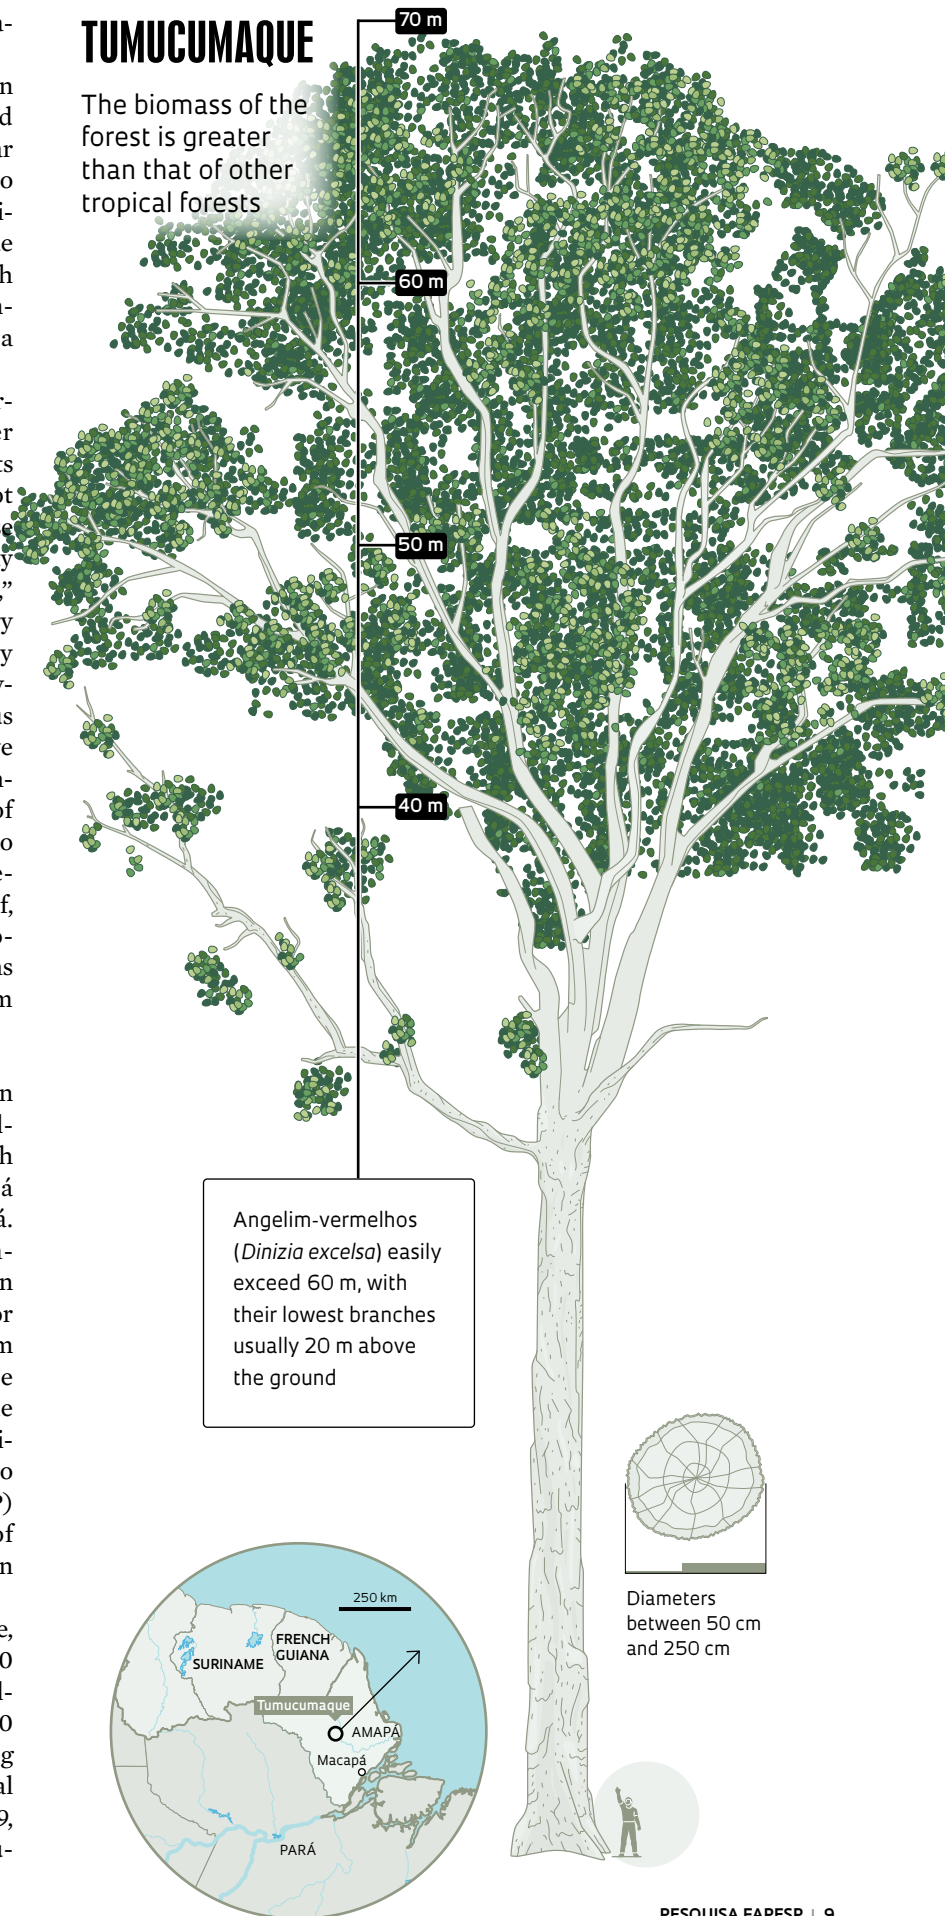 TUMUCUMAQUE
The biomass of the
forest is greater
than that of other
tropical forests
70 m
60 m
50 m
40 m
Angelim-vermelhos
(Dinizia excelsa) easily
exceed 60 m, with
their lowest branches
usually 20 m above
the ground
Diameters
between 50 cm
and 250 cm
250 km
FRENCH
GUIANA
SURINAME
Tumucumaque
AMAPÁ
Macapá
PARÁ
PESQUISA FAPESP | 9